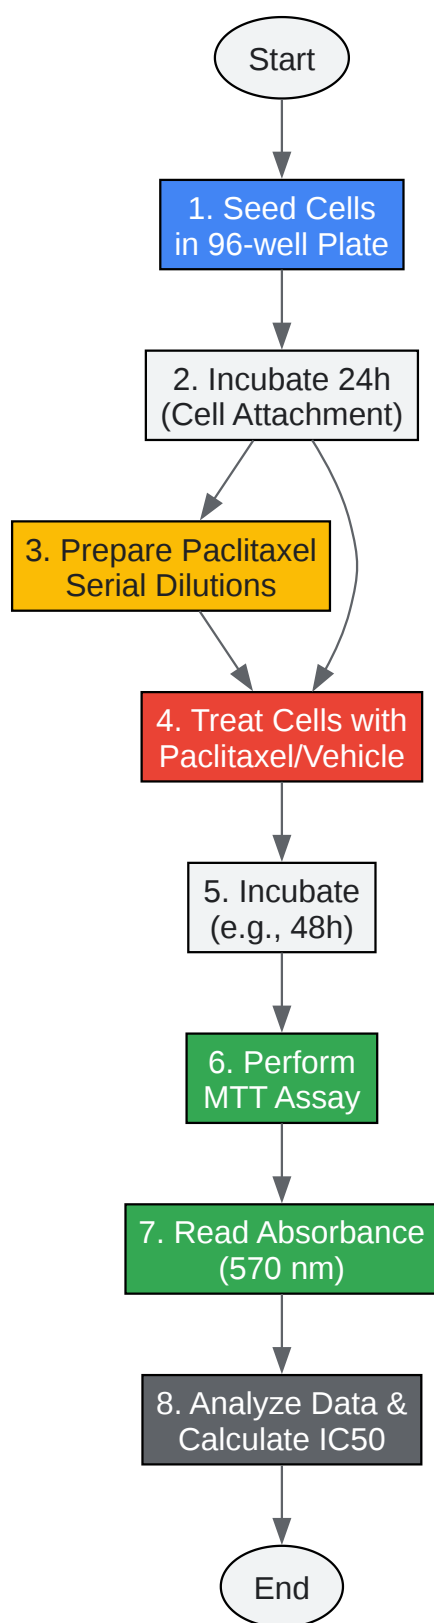 Start
1. Seed Cells
in 96-well Plate
2. Incubate 24h
(Cell Attachment)
3. Prepare Paclitaxel
Serial Dilutions
4. Treat Cells with
Paclitaxel/Vehicle
5. Incubate
(e.g., 48h)
6. Perform
MTT Assay
7. Read Absorbance
(570 nm)
8. Analyze Data &
Calculate IC50
End